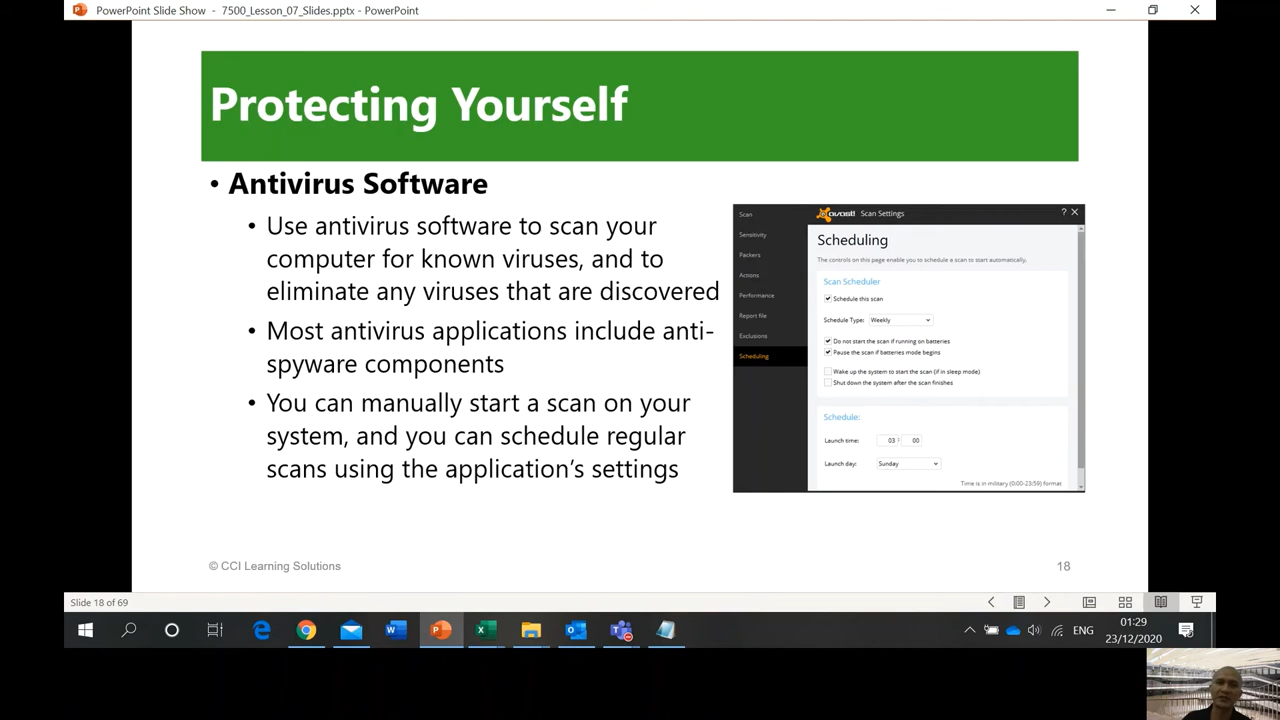 PowerPoint Slide Show - 7500_Lesson_07_Slides.pptx - PowerPoint
Protecting Yourself
• Antivirus Software
• Use antivirus software to scan your
computer for known viruses, and to
eliminate any viruses that are discovered
• Most antivirus applications include anti-
spyware components
• You can manually start a scan on your
system, and you can schedule regular
scans using the application's settings
Scan
Sensitivity
Packers
Actions
Performance
Report file
Exclusions
Scheduling
avast! Scan Settings ?
Scheduling
The controls on this page enable you to schedule a scan to start automatically.
Scan Scheduler
Schedule this scan
Schedule Type: Weekly
Do not start the scan if running on batteries
Pause the scan if batteries mode begins
Wake up the system to start the scan (if in sleep mode)
Shut down the system after the scan finishes
Schedule:
Launch time: 03 : 00
Launch day: Sunday
Time is in military (0:00-23/59) format
© CCI Learning Solutions 18
Slide 18 of 69
ENG
01:29
23/12/2020